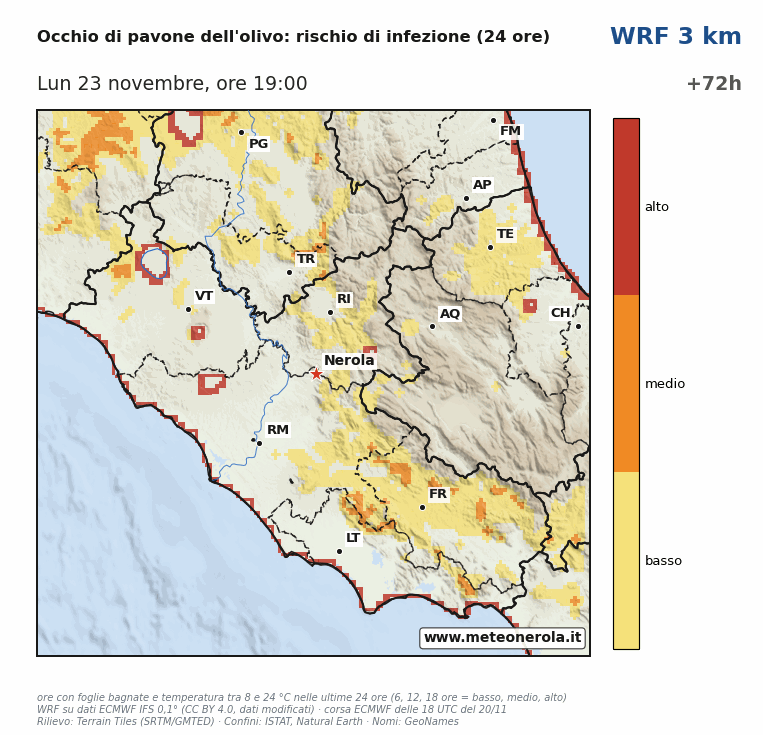 Occhio di pavone dell'olivo: rischio di infezione (24 ore)
WRF 3 km
Lun 23 novembre, ore 19:00
+72h
FM
PG
AP
TE
TR
VT
RI
AQ
CH
Nerola
RM
FR
LT
www.meteonerola.it
alto
medio
basso
ore con foglie bagnate e temperatura tra 8 e 24 °C nelle ultime 24 ore (6, 12, 18 ore = basso, medio, alto)
WRF su dati ECMWF IFS 0,1° (CC BY 4.0, dati modificati) · corsa ECMWF delle 18 UTC del 20/11
Rilievo: Terrain Tiles (SRTM/GMTED) · Confini: ISTAT, Natural Earth · Nomi: GeoNames